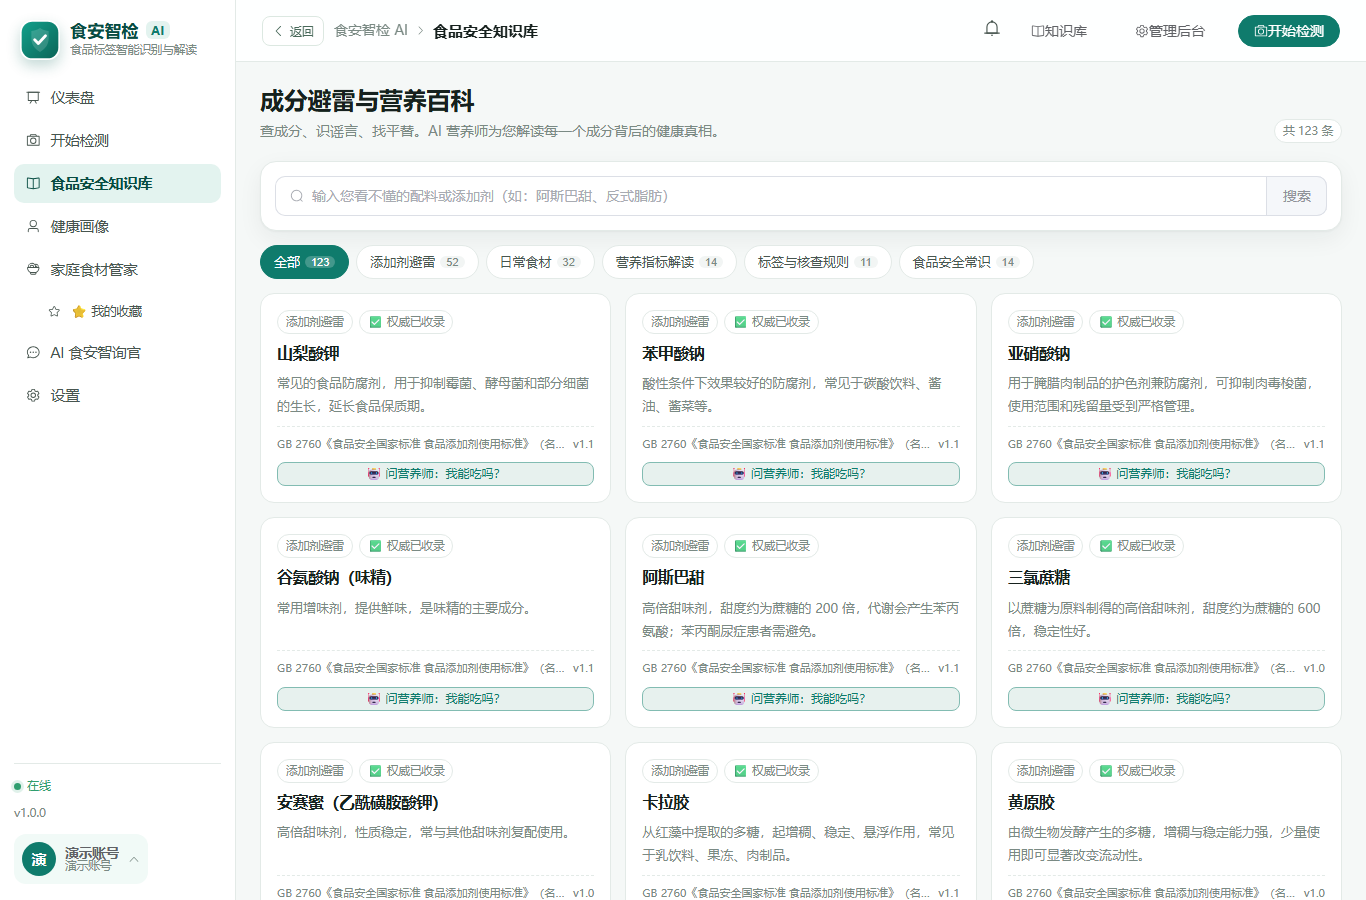 食安智检 AI
食品标签智能识别与解读
仪表盘
开始检测
食品安全知识库
健康画像
家庭食材管家
我的收藏
AI 食安智询官
设置
在线
v1.0.0
演
演示账号
演示账号
返回
食安智检 AI
食品安全知识库
知识库
管理后台
开始检测
成分避雷与营养百科
查成分、识谣言、找平替。AI 营养师为您解读每一个成分背后的健康真相。
共 123 条
输入您看不懂的配料或添加剂（如：阿斯巴甜、反式脂肪）
搜索
全部 123
添加剂避雷 52
日常食材 32
营养指标解读 14
标签与核查规则 11
食品安全常识 14
添加剂避雷
权威已收录
山梨酸钾
常见的食品防腐剂，用于抑制霉菌、酵母菌和部分细菌
的生长，延长食品保质期。
GB 2760《食品安全国家标准 食品添加剂使用标准》（名... v1.1
问营养师：我能吃吗？
添加剂避雷
权威已收录
苯甲酸钠
酸性条件下效果较好的防腐剂，常见于碳酸饮料、酱
油、酱菜等。
GB 2760《食品安全国家标准 食品添加剂使用标准》（名... v1.1
问营养师：我能吃吗？
添加剂避雷
权威已收录
亚硝酸钠
用于腌腊肉制品的护色剂兼防腐剂，可抑制肉毒梭菌，
使用范围和残留量受到严格管理。
GB 2760《食品安全国家标准 食品添加剂使用标准》（名... v1.1
问营养师：我能吃吗？
添加剂避雷
权威已收录
谷氨酸钠（味精）
常用增味剂，提供鲜味，是味精的主要成分。
GB 2760《食品安全国家标准 食品添加剂使用标准》（名... v1.1
问营养师：我能吃吗？
添加剂避雷
权威已收录
阿斯巴甜
高倍甜味剂，甜度约为蔗糖的 200 倍，代谢会产生苯丙
氨酸；苯丙酮尿症患者需避免。
GB 2760《食品安全国家标准 食品添加剂使用标准》（名... v1.1
问营养师：我能吃吗？
添加剂避雷
权威已收录
三氯蔗糖
以蔗糖为原料制得的高倍甜味剂，甜度约为蔗糖的 600
倍，稳定性好。
GB 2760《食品安全国家标准 食品添加剂使用标准》（名... v1.0
问营养师：我能吃吗？
添加剂避雷
权威已收录
安赛蜜（乙酰磺胺酸钾）
高倍甜味剂，性质稳定，常与其他甜味剂复配使用。
GB 2760《食品安全国家标准 食品添加剂使用标准》（名... v1.0
添加剂避雷
权威已收录
卡拉胶
从红藻中提取的多糖，起增稠、稳定、悬浮作用，常见
于乳饮料、果冻、肉制品。
GB 2760《食品安全国家标准 食品添加剂使用标准》（名... v1.1
添加剂避雷
权威已收录
黄原胶
由微生物发酵产生的多糖，增稠与稳定能力强，少量使
用即可显著改变流动性。
GB 2760《食品安全国家标准 食品添加剂使用标准》（名... v1.0